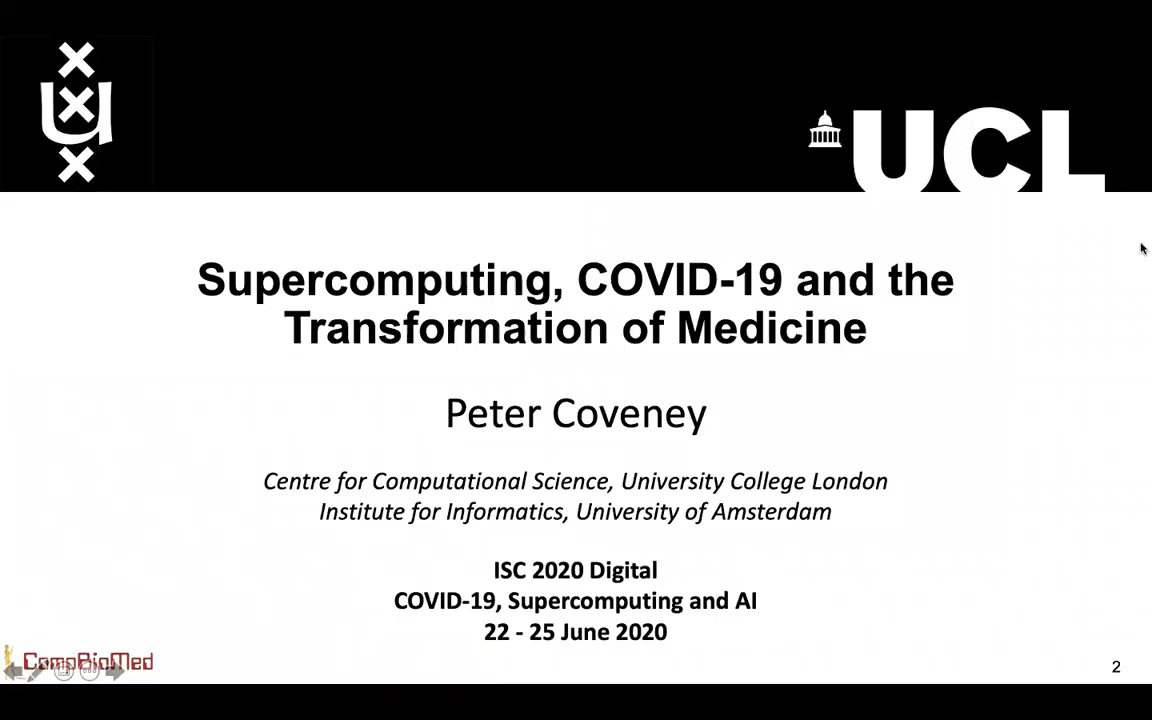 UCL
Supercomputing, COVID-19 and the
Transformation of Medicine
Peter Coveney
Centre for Computational Science, University College London
Institute for Informatics, University of Amsterdam
ISC 2020 Digital
COVID-19, Supercomputing and AI
22 - 25 June 2020
CompBioMed
2